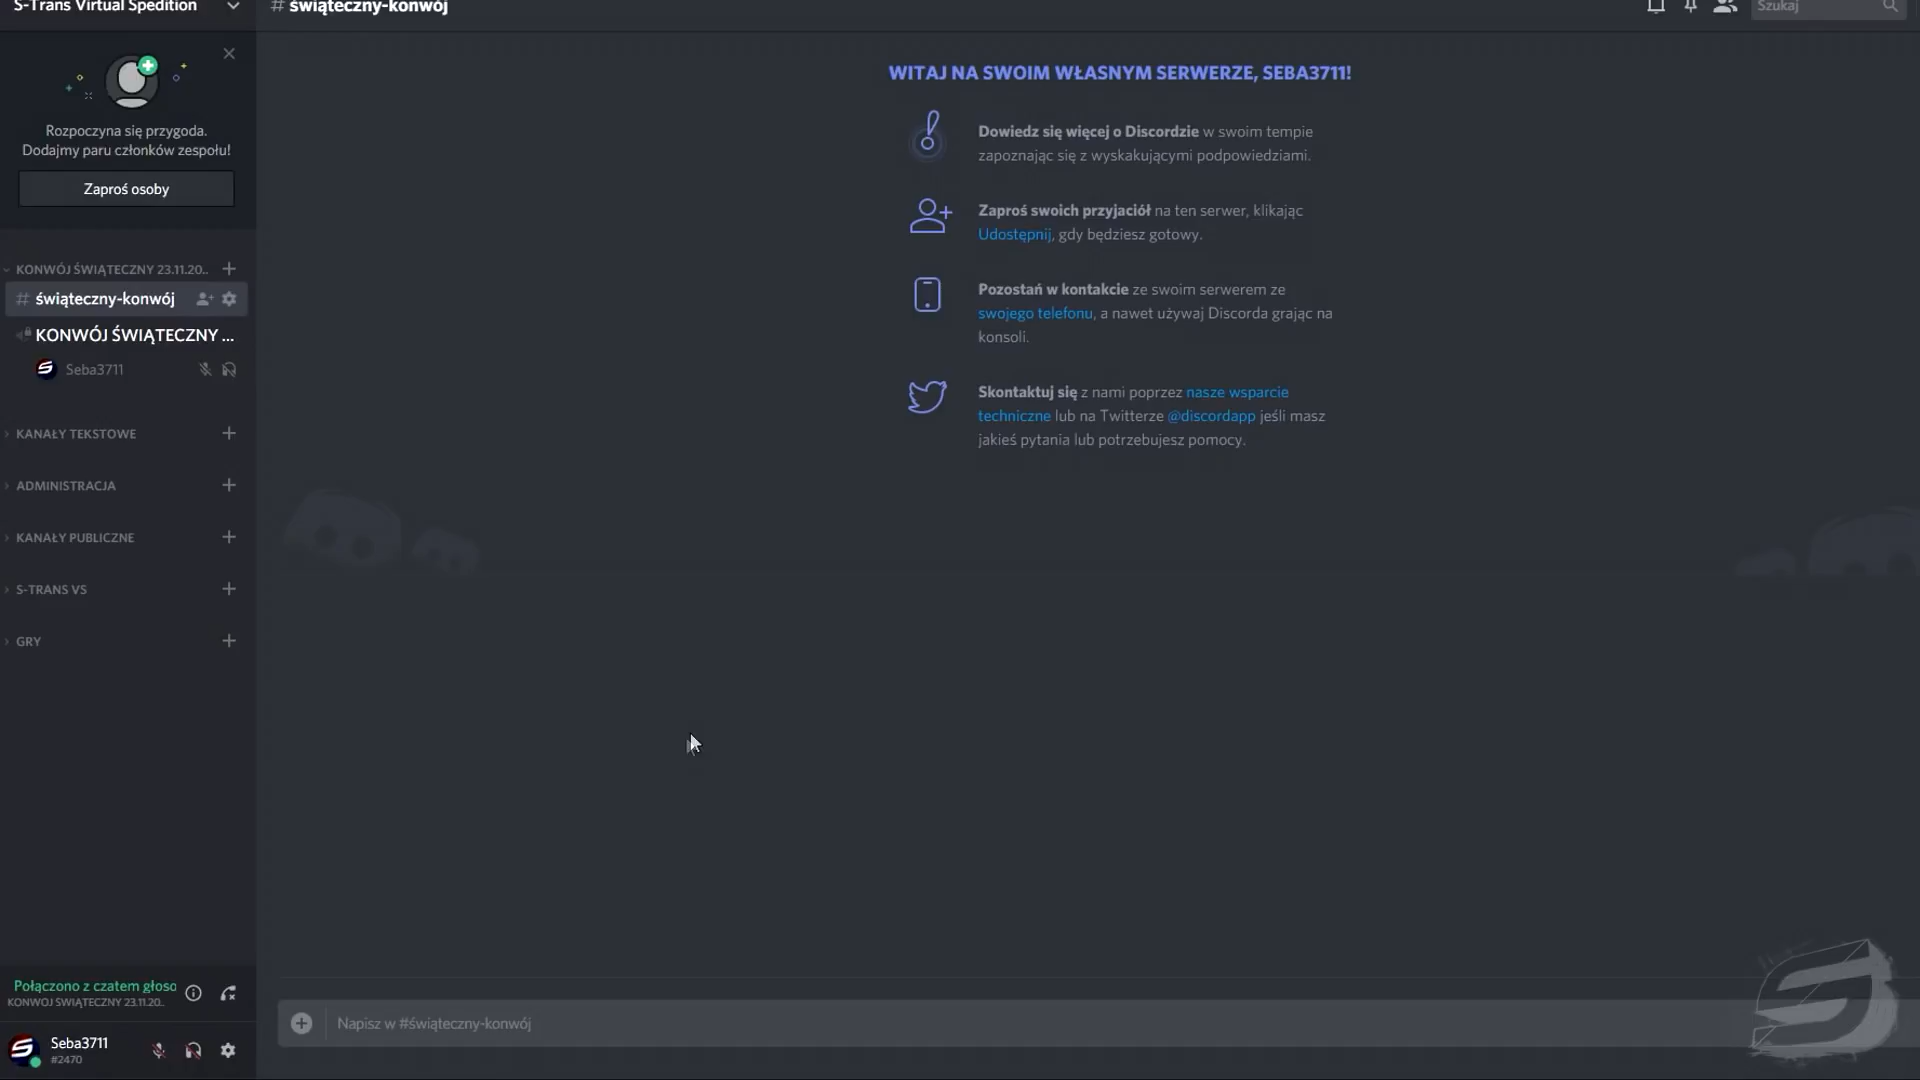 S-Trans Virtual Spedition
# świąteczny-konwój
Szukaj
Rozpoczyna się przygoda.
Dodajmy paru członków zespołu!
Zaproś osoby
KONWÓJ ŚWIĄTECZNY 23.11.20..
# świąteczny-konwój
KONWÓJ ŚWIĄTECZNY ...
Seba3711
KANAŁY TEKSTOWE
ADMINISTRACJA
KANAŁY PUBLICZNE
S-TRANS VS
GRY
Połączono z czatem głoso
KONWÓJ ŚWIĄTECZNY 23.11.20..
Seba3711
#2470
WITAJ NA SWOIM WŁASNYM SERWERZE, SEBA3711!
Dowiedz się więcej o Discordzie w swoim tempie
zapoznając się z wyskakującymi podpowiedziami.
Zaproś swoich przyjaciół na ten serwer, klikając
Udostępnij, gdy będziesz gotowy.
Pozostań w kontakcie ze swoim serwerem ze
swojego telefonu, a nawet używaj Discorda grając na
konsoli.
Skontaktuj się z nami poprzez nasze wsparcie
techniczne lub na Twitterze @discordapp jeśli masz
jakieś pytania lub potrzebujesz pomocy.
Napisz w #świąteczny-konwój